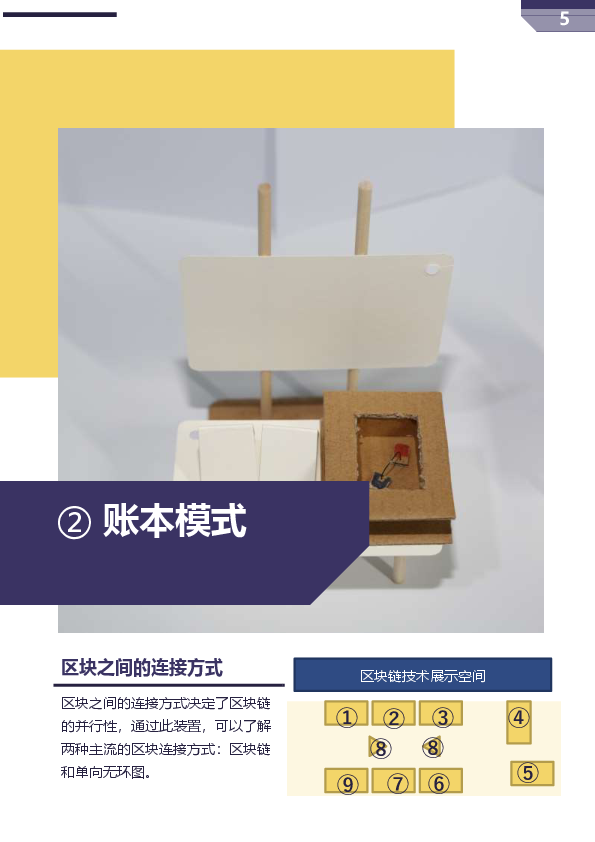 5
② 账本模式
区块之间的连接方式
区块之间的连接方式决定了区块链
的并行性，通过此装置，可以了解
两种主流的区块连接方式：区块链
和单向无环图。
区块链技术展示空间
① ② ③ ④
⑧ ⑧
⑤
⑨ ⑦ ⑥